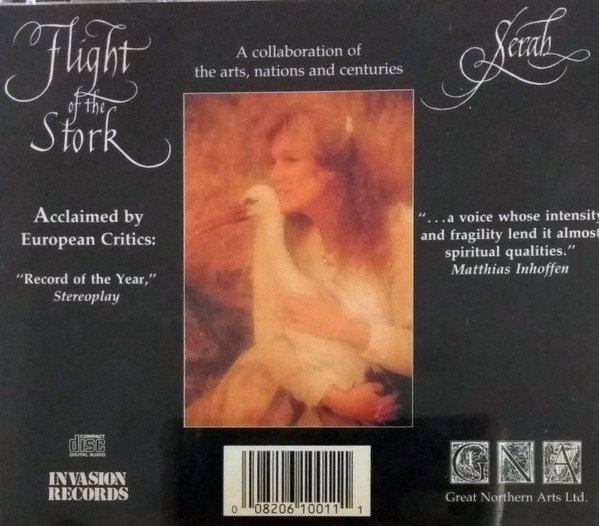 Flight
of the
Stork
A collaboration of
the arts, nations and centuries
Serah
Acclaimed by
European Critics:
"Record of the Year,"
Stereoplay
"...a voice whose intensity
and fragility lend it almost
spiritual qualities."
Matthias Inhoffen
COMPACT
disc
DIGITAL AUDIO
INVASION
RECORDS
0 08206 10011 1
GNA
Great Northern Arts Ltd.